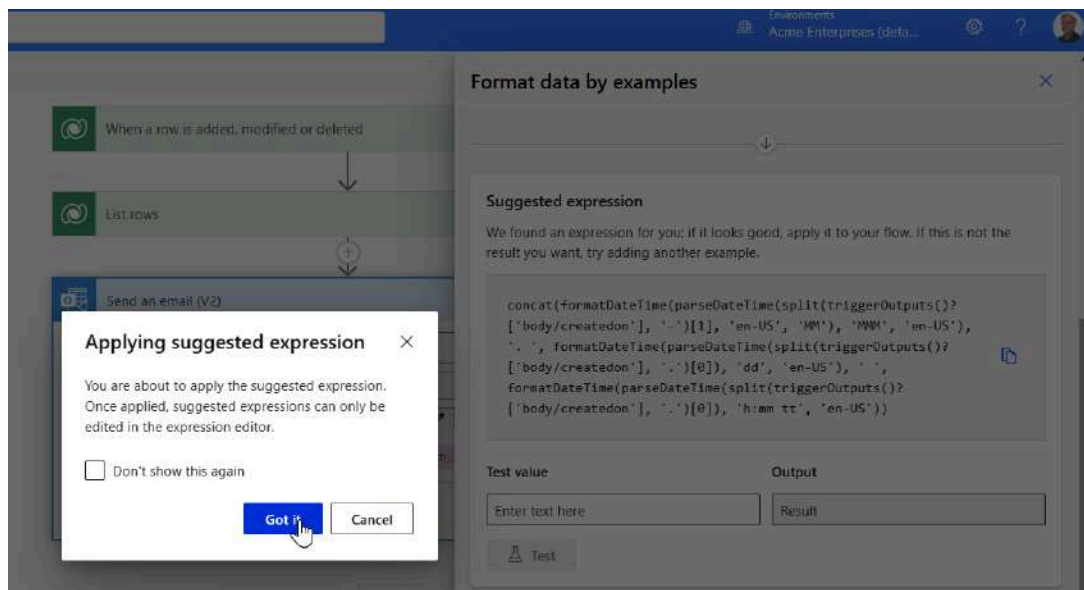 Environments
Acme Enterprises (defa...
Format data by examples
When a row is added, modified or deleted
List rows
Send an email (V2)
Suggested expression
We found an expression for you; if it looks good, apply it to your flow. If this is not the
result you want, try adding another example.
concat(formatDateTime(parseDateTime(split(triggerOutputs()?
['body/createdon'], '-')[1], 'en-US', 'MM'), 'MMM', 'en-US'),
'. ', formatDateTime(parseDateTime(split(triggerOutputs()?
['body/createdon'], '.')[0]), 'dd', 'en-US'), ' ',
formatDateTime(parseDateTime(split(triggerOutputs()?
['body/createdon'], '.')[0]), 'h:mm tt', 'en-US'))
Test value
Output
Enter text here
Result
Test
Applying suggested expression
You are about to apply the suggested expression.
Once applied, suggested expressions can only be
edited in the expression editor.
Don't show this again
Got it
Cancel